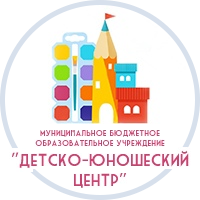 МУНИЦИПАЛЬНОЕ БЮДЖЕТНОЕ
ОБРАЗОВАТЕЛЬНОЕ УЧРЕЖДЕНИЕ
"ДЕТСКО-ЮНОШЕСКИЙ
ЦЕНТР"